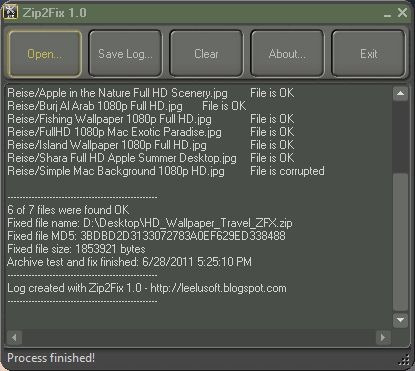 Zip2Fix 1.0
Open... Save Log... Clear About... Exit
Reise/Apple in the Nature Full HD Scenery.jpg File is OK
Reise/Burj Al Arab 1080p Full HD.jpg File is OK
Reise/Fishing Wallpaper 1080p Full HD.jpg File is OK
Reise/FullHD 1080p Mac Exotic Paradise.jpg File is OK
Reise/Island Wallpaper 1080p Full HD.jpg File is OK
Reise/Shara Full HD Apple Summer Desktop.jpg File is OK
Reise/Simple Mac Background 1080p HD.jpg File is corrupted
--------------------------------------------------
6 of 7 files were found OK
Fixed file name: D:\Desktop\HD_Wallpaper_Travel_ZFX.zip
Fixed file MD5: 3BDBD2D3133072783A0EF629ED338488
Fixed file size: 1853921 bytes
Archive test and fix finished: 6/28/2011 5:25:10 PM
--------------------------------------------------
Log created with Zip2Fix 1.0 - http://leelusoft.blogspot.com
--------------------------------------------------
Process finished!